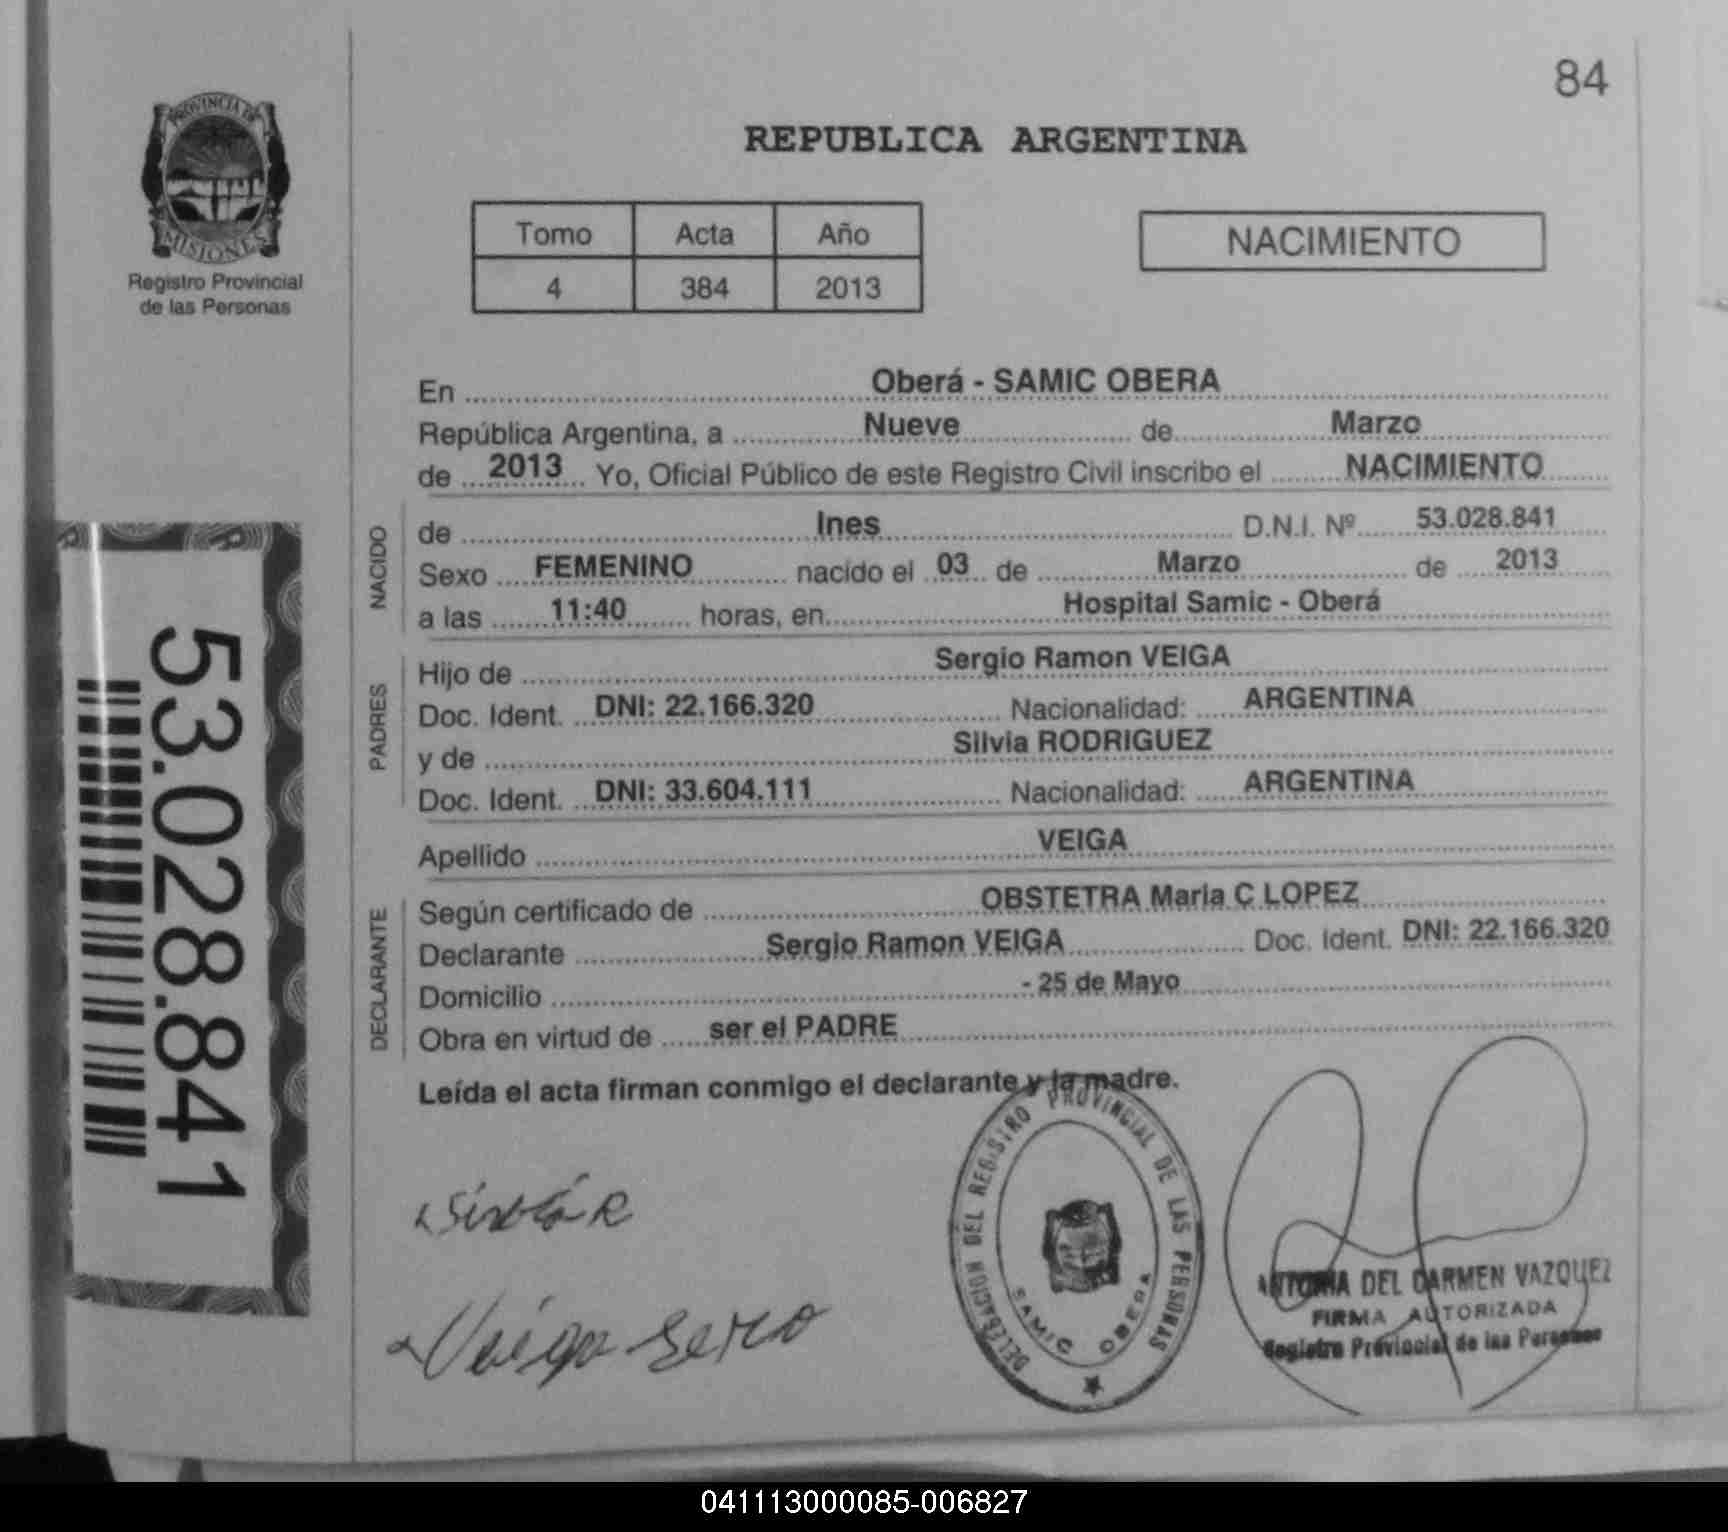 84
PROVINCIA DE
MISIONES
Registro Provincial
de las Personas
REPUBLICA ARGENTINA
Tomo Acta Año
4 384 2013
NACIMIENTO
En Oberá - SAMIC OBERA
República Argentina, a Nueve de Marzo
de 2013 Yo, Oficial Público de este Registro Civil inscribo el NACIMIENTO
NACIDO
de Ines D.N.I. Nº 53.028.841
Sexo FEMENINO nacido el 03 de Marzo de 2013
a las 11:40 horas, en Hospital Samic - Oberá
PADRES
Hijo de Sergio Ramon VEIGA
Doc. Ident. DNI: 22.166.320 Nacionalidad: ARGENTINA
y de Silvia RODRIGUEZ
Doc. Ident. DNI: 33.604.111 Nacionalidad: ARGENTINA
Apellido VEIGA
DECLARANTE
Según certificado de OBSTETRA Maria C LOPEZ
Declarante Sergio Ramon VEIGA Doc. Ident. DNI: 22.166.320
Domicilio - 25 de Mayo
Obra en virtud de ser el PADRE
Leída el acta firman conmigo el declarante y la madre.
53.028.841
DELEGACION DEL REGISTRO PROVINCIAL DE LAS PERSONAS
SAMIC OBERA
Veiga
ANTONIA DEL CARMEN VAZQUEZ
FIRMA AUTORIZADA
Registro Provincial de las Personas
041113000085-006827